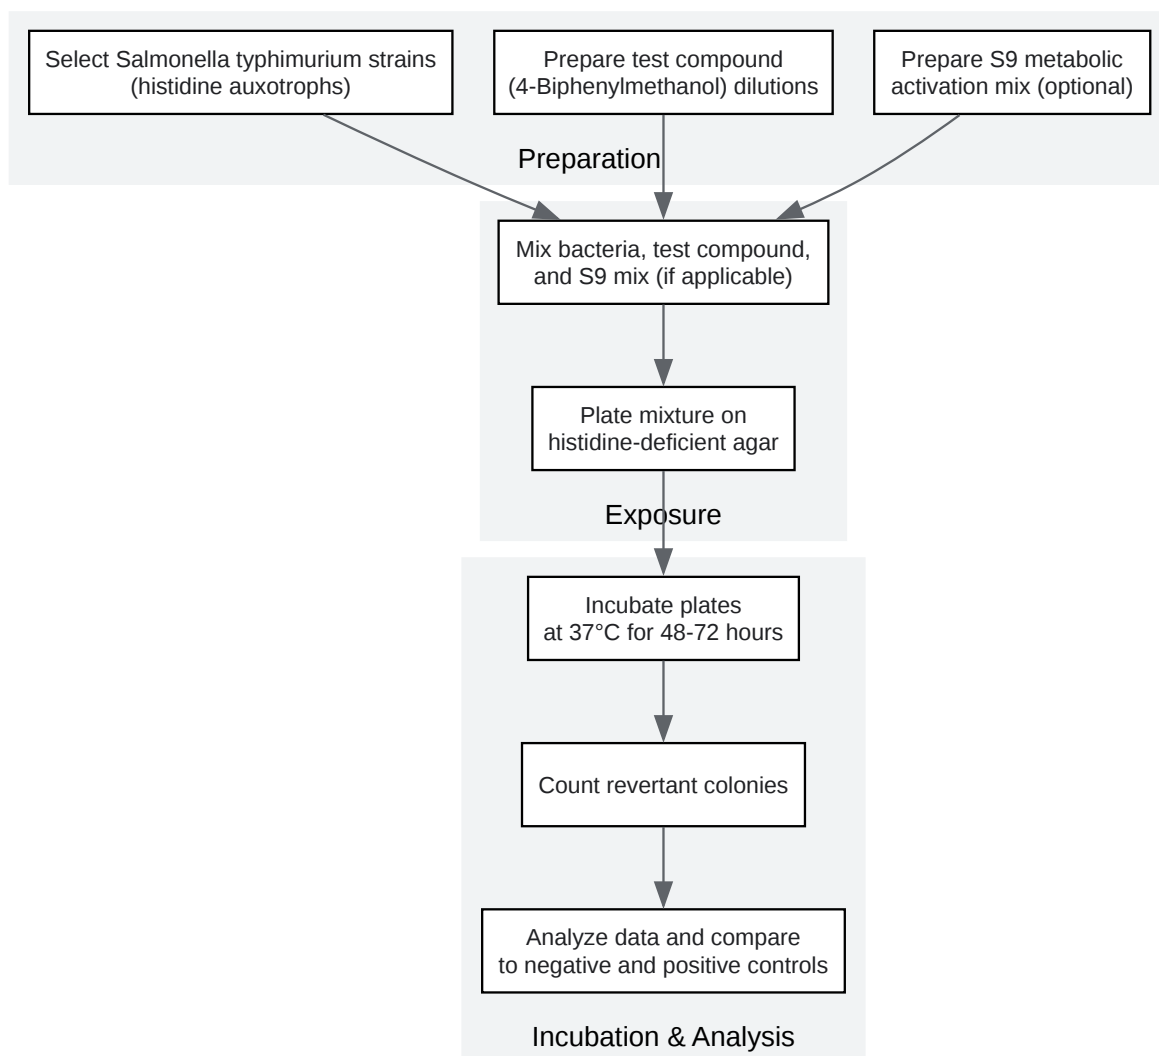 Select Salmonella typhimurium strains
(histidine auxotrophs)
Prepare test compound
(4-Biphenylmethanol) dilutions
Prepare S9 metabolic
activation mix (optional)
Preparation
Mix bacteria, test compound,
and S9 mix (if applicable)
Plate mixture on
histidine-deficient agar
Exposure
Incubate plates
at 37°C for 48-72 hours
Count revertant colonies
Analyze data and compare
to negative and positive controls
Incubation & Analysis